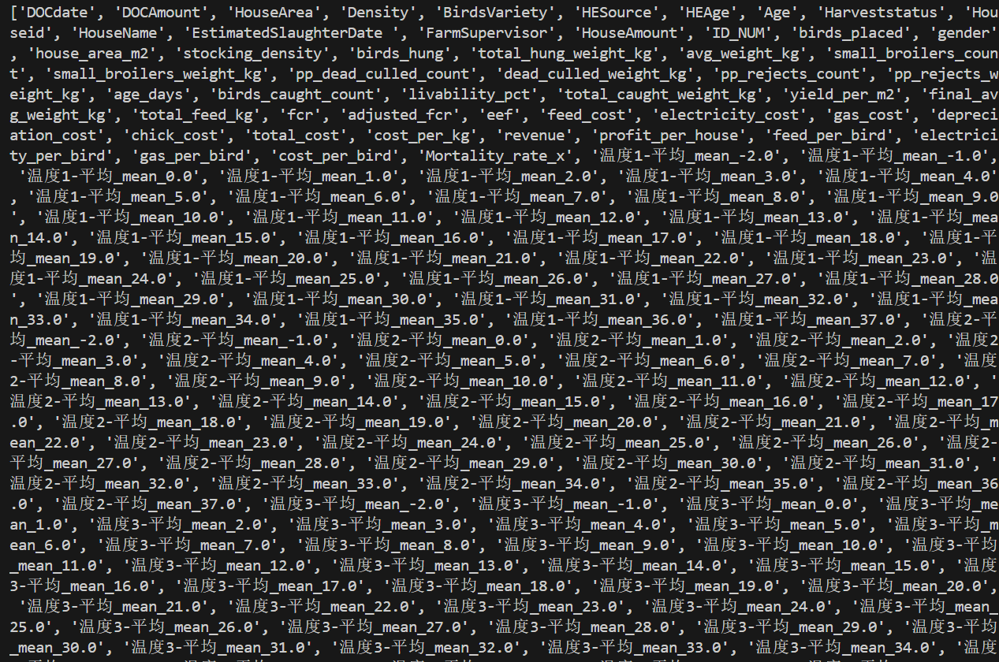 ['DOCdate', 'DOCAmount', 'HouseArea', 'Density', 'BirdsVariety', 'HESource', 'HEAge', 'Age', 'Harveststatus', 'Hou
seid', 'HouseName', 'EstimatedSlaughterDate ', 'FarmSupervisor', 'HouseAmount', 'ID_NUM', 'birds_placed', 'gender'
, 'house_area_m2', 'stocking_density', 'birds_hung', 'total_hung_weight_kg', 'avg_weight_kg', 'small_broilers_coun
t', 'small_broilers_weight_kg', 'pp_dead_culled_count', 'dead_culled_weight_kg', 'pp_rejects_count', 'pp_rejects_w
eight_kg', 'age_days', 'birds_caught_count', 'livability_pct', 'total_caught_weight_kg', 'yield_per_m2', 'final_av
g_weight_kg', 'total_feed_kg', 'fcr', 'adjusted_fcr', 'eef', 'feed_cost', 'electricity_cost', 'gas_cost', 'depreci
ation_cost', 'chick_cost', 'total_cost', 'cost_per_kg', 'revenue', 'profit_per_house', 'feed_per_bird', 'electrici
ty_per_bird', 'gas_per_bird', 'cost_per_bird', 'Mortality_rate_x', '温度1-平均_mean_-2.0', '温度1-平均_mean_-1.0',
'温度1-平均_mean_0.0', '温度1-平均_mean_1.0', '温度1-平均_mean_2.0', '温度1-平均_mean_3.0', '温度1-平均_mean_4.0'
, '温度1-平均_mean_5.0', '温度1-平均_mean_6.0', '温度1-平均_mean_7.0', '温度1-平均_mean_8.0', '温度1-平均_mean_9.0
', '温度1-平均_mean_10.0', '温度1-平均_mean_11.0', '温度1-平均_mean_12.0', '温度1-平均_mean_13.0', '温度1-平均_mea
n_14.0', '温度1-平均_mean_15.0', '温度1-平均_mean_16.0', '温度1-平均_mean_17.0', '温度1-平均_mean_18.0', '温度1-平
均_mean_19.0', '温度1-平均_mean_20.0', '温度1-平均_mean_21.0', '温度1-平均_mean_22.0', '温度1-平均_mean_23.0', '温
度1-平均_mean_24.0', '温度1-平均_mean_25.0', '温度1-平均_mean_26.0', '温度1-平均_mean_27.0', '温度1-平均_mean_28.0
', '温度1-平均_mean_29.0', '温度1-平均_mean_30.0', '温度1-平均_mean_31.0', '温度1-平均_mean_32.0', '温度1-平均_mea
n_33.0', '温度1-平均_mean_34.0', '温度1-平均_mean_35.0', '温度1-平均_mean_36.0', '温度1-平均_mean_37.0', '温度2-平
均_mean_-2.0', '温度2-平均_mean_-1.0', '温度2-平均_mean_0.0', '温度2-平均_mean_1.0', '温度2-平均_mean_2.0', '温度2
-平均_mean_3.0', '温度2-平均_mean_4.0', '温度2-平均_mean_5.0', '温度2-平均_mean_6.0', '温度2-平均_mean_7.0', '温度
2-平均_mean_8.0', '温度2-平均_mean_9.0', '温度2-平均_mean_10.0', '温度2-平均_mean_11.0', '温度2-平均_mean_12.0', '
温度2-平均_mean_13.0', '温度2-平均_mean_14.0', '温度2-平均_mean_15.0', '温度2-平均_mean_16.0', '温度2-平均_mean_17
.0', '温度2-平均_mean_18.0', '温度2-平均_mean_19.0', '温度2-平均_mean_20.0', '温度2-平均_mean_21.0', '温度2-平均_m
ean_22.0', '温度2-平均_mean_23.0', '温度2-平均_mean_24.0', '温度2-平均_mean_25.0', '温度2-平均_mean_26.0', '温度2-
平均_mean_27.0', '温度2-平均_mean_28.0', '温度2-平均_mean_29.0', '温度2-平均_mean_30.0', '温度2-平均_mean_31.0', '
温度2-平均_mean_32.0', '温度2-平均_mean_33.0', '温度2-平均_mean_34.0', '温度2-平均_mean_35.0', '温度2-平均_mean_36
.0', '温度2-平均_mean_37.0', '温度3-平均_mean_-2.0', '温度3-平均_mean_-1.0', '温度3-平均_mean_0.0', '温度3-平均_me
an_1.0', '温度3-平均_mean_2.0', '温度3-平均_mean_3.0', '温度3-平均_mean_4.0', '温度3-平均_mean_5.0', '温度3-平均_m
ean_6.0', '温度3-平均_mean_7.0', '温度3-平均_mean_8.0', '温度3-平均_mean_9.0', '温度3-平均_mean_10.0', '温度3-平均
_mean_11.0', '温度3-平均_mean_12.0', '温度3-平均_mean_13.0', '温度3-平均_mean_14.0', '温度3-平均_mean_15.0', '温度
3-平均_mean_16.0', '温度3-平均_mean_17.0', '温度3-平均_mean_18.0', '温度3-平均_mean_19.0', '温度3-平均_mean_20.0',
'温度3-平均_mean_21.0', '温度3-平均_mean_22.0', '温度3-平均_mean_23.0', '温度3-平均_mean_24.0', '温度3-平均_mean_
25.0', '温度3-平均_mean_26.0', '温度3-平均_mean_27.0', '温度3-平均_mean_28.0', '温度3-平均_mean_29.0', '温度3-平均
_mean_30.0', '温度3-平均_mean_31.0', '温度3-平均_mean_32.0', '温度3-平均_mean_33.0', '温度3-平均_mean_34.0', '温度